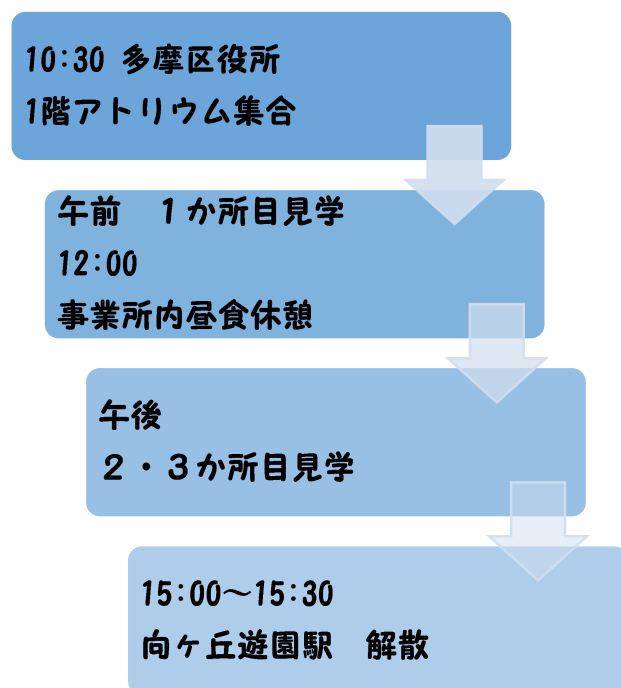 10:30 多摩区役所
1階アトリウム集合
午前　１か所目見学
12:00
事業所内昼食休憩
午後
２・３か所目見学
15:00～15:30
向ヶ丘遊園駅　解散